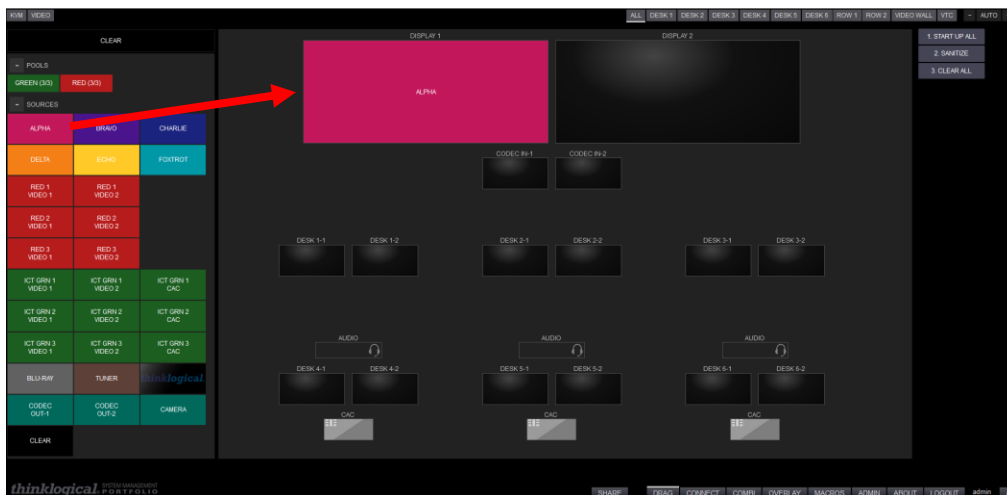 KVM VIDEO
ALL DESK 1 DESK 2 DESK 3 DESK 4 DESK 5 DESK 6 ROW 1 ROW 2 VIDEO WALL VTC - AUTO
CLEAR
- POOLS
GREEN (3/3) RED (3/3)
- SOURCES
ALPHA BRAVO CHARLIE
DELTA ECHO FOXTROT
RED 1 RED 1
VIDEO 1 VIDEO 2
RED 2 RED 2
VIDEO 1 VIDEO 2
RED 3 RED 3
VIDEO 1 VIDEO 2
ICT GRN 1 ICT GRN 1 ICT GRN 1
VIDEO 1 VIDEO 2 CAC
ICT GRN 2 ICT GRN 2 ICT GRN 2
VIDEO 1 VIDEO 2 CAC
ICT GRN 3 ICT GRN 3 ICT GRN 3
VIDEO 1 VIDEO 2 CAC
BLU-RAY TUNER thinklogical.
CODEC CODEC CAMERA
OUT-1 OUT-2
CLEAR
DISPLAY 1 DISPLAY 2
ALPHA
CODEC IN-1 CODEC IN-2
DESK 1-1 DESK 1-2 DESK 2-1 DESK 2-2 DESK 3-1 DESK 3-2
AUDIO AUDIO AUDIO
DESK 4-1 DESK 4-2 DESK 5-1 DESK 5-2 DESK 6-1 DESK 6-2
CAC CAC CAC
1. START UP ALL
2. SANITIZE
3. CLEAR ALL
thinklogical. SYSTEM MANAGEMENT
PORTFOLIO
SHARE DRAG CONNECT COMBI OVERLAY MACROS ADMIN ABOUT LOGOUT admin